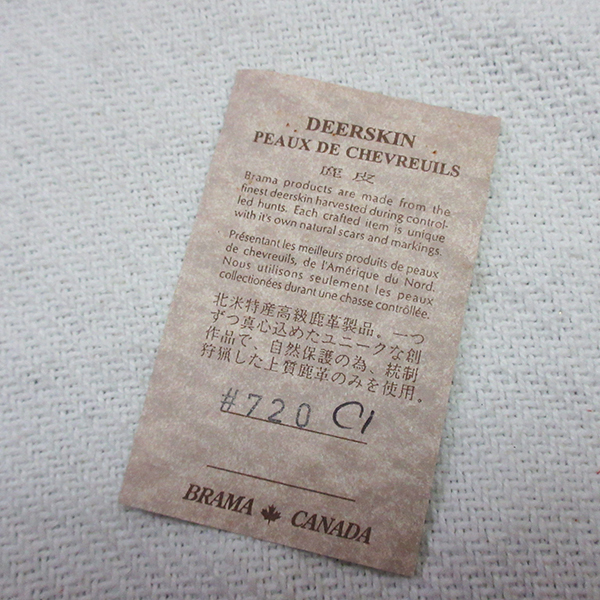 DEERSKIN
PEAUX DE CHEVREUILS
鹿皮
Brama products are made from the
finest deerskin harvested during control-
led hunts. Each crafted item is unique
with it's own natural scars and markings.
Présentant les meilleurs produits de peaux
de chevreuils, de l'Amérique du Nord.
Nous utilisons seulement les peaux
collectionées durant une chasse contrôllée.
北米特産高級鹿革製品。一つ
ずつ真心込めたユニークな創
作品で、自然保護の為、統制
狩猟した上質鹿革のみを使用。
#720 C1
BRAMA CANADA